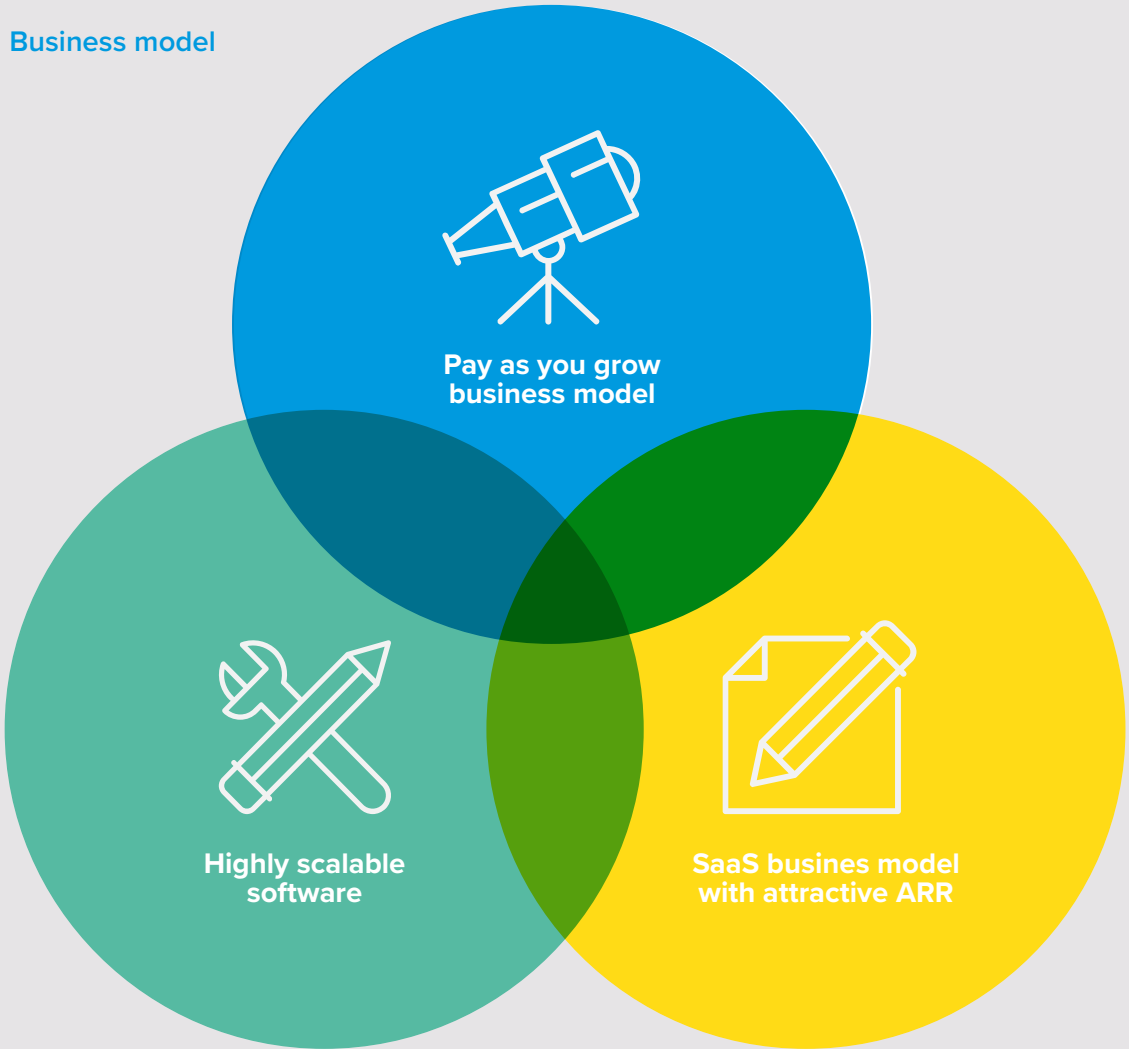 Business model
Pay as you grow
business model
Highly scalable
software
SaaS busines model
with attractive ARR